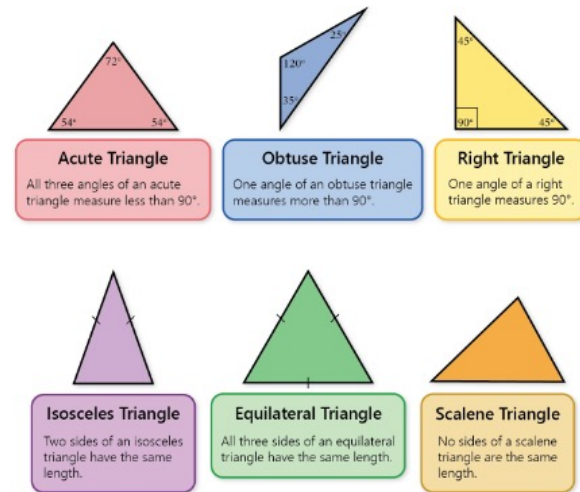 72°
54°
54°
25°
120°
35°
45°
90°
45°
Acute Triangle
All three angles of an acute
triangle measure less than 90°.
Obtuse Triangle
One angle of an obtuse triangle
measures more than 90°.
Right Triangle
One angle of a right
triangle measures 90°.
Isosceles Triangle
Two sides of an isosceles
triangle have the same
length.
Equilateral Triangle
All three sides of an equilateral
triangle have the same length.
Scalene Triangle
No sides of a scalene
triangle are the same
length.